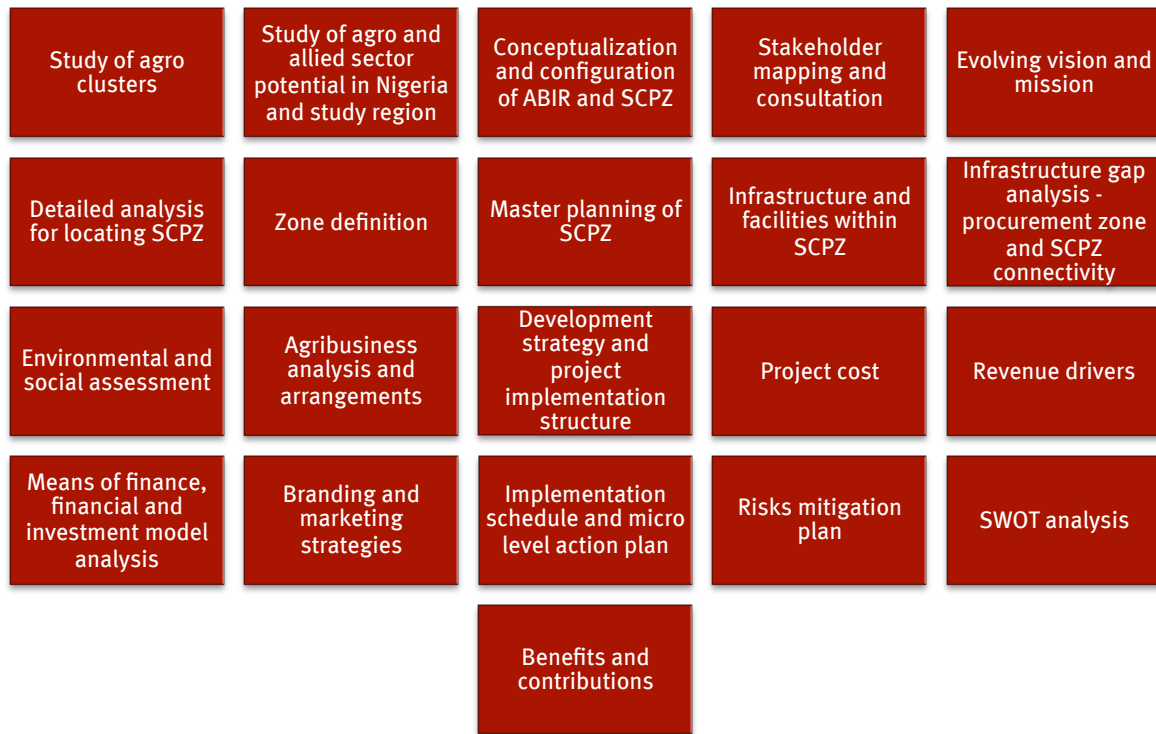 Study of agro
clusters
Study of agro and
allied sector
potential in Nigeria
and study region
Conceptualization
and configuration
of ABIR and SCPZ
Stakeholder
mapping and
consultation
Evolving vision and
mission
Detailed analysis
for locating SCPZ
Zone definition
Master planning of
SCPZ
Infrastructure and
facilities within
SCPZ
Infrastructure gap
analysis -
procurement zone
and SCPZ
connectivity
Environmental and
social assessment
Agribusiness
analysis and
arrangements
Development
strategy and
project
implementation
structure
Project cost
Revenue drivers
Means of finance,
financial and
investment model
analysis
Branding and
marketing
strategies
Implementation
schedule and micro
level action plan
Risks mitigation
plan
SWOT analysis
Benefits and
contributions